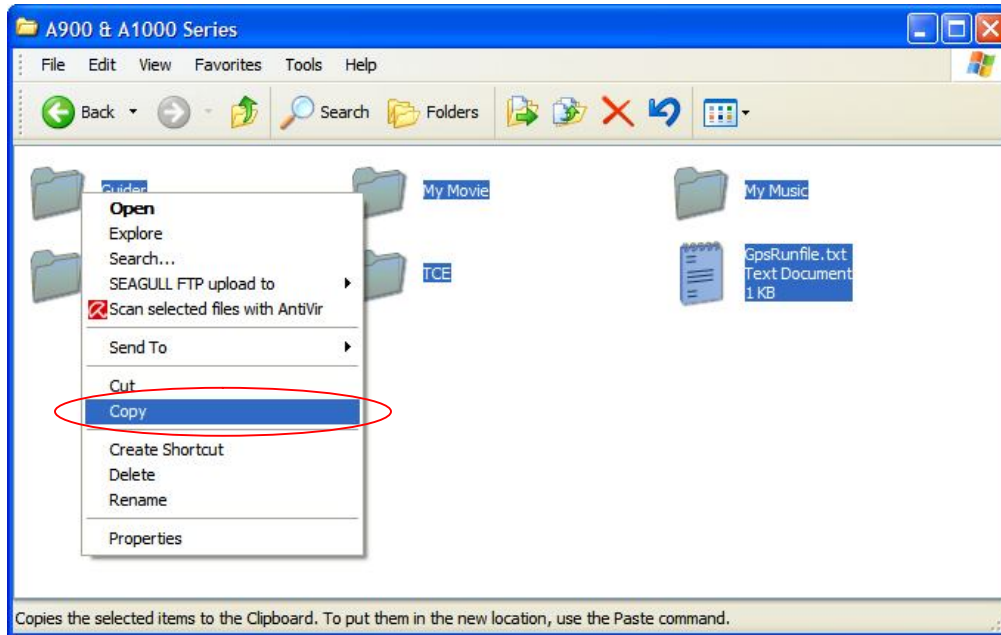 A900 & A1000 Series
File Edit View Favorites Tools Help
Back Search Folders
Guider My Movie My Music
Open
Explore
Search...
SEAGULL FTP upload to
Scan selected files with AntiVir
Send To
Cut
Copy
Create Shortcut
Delete
Rename
Properties
TCE
GpsRunfile.txt
Text Document
1 KB
Copies the selected items to the Clipboard. To put them in the new location, use the Paste command.